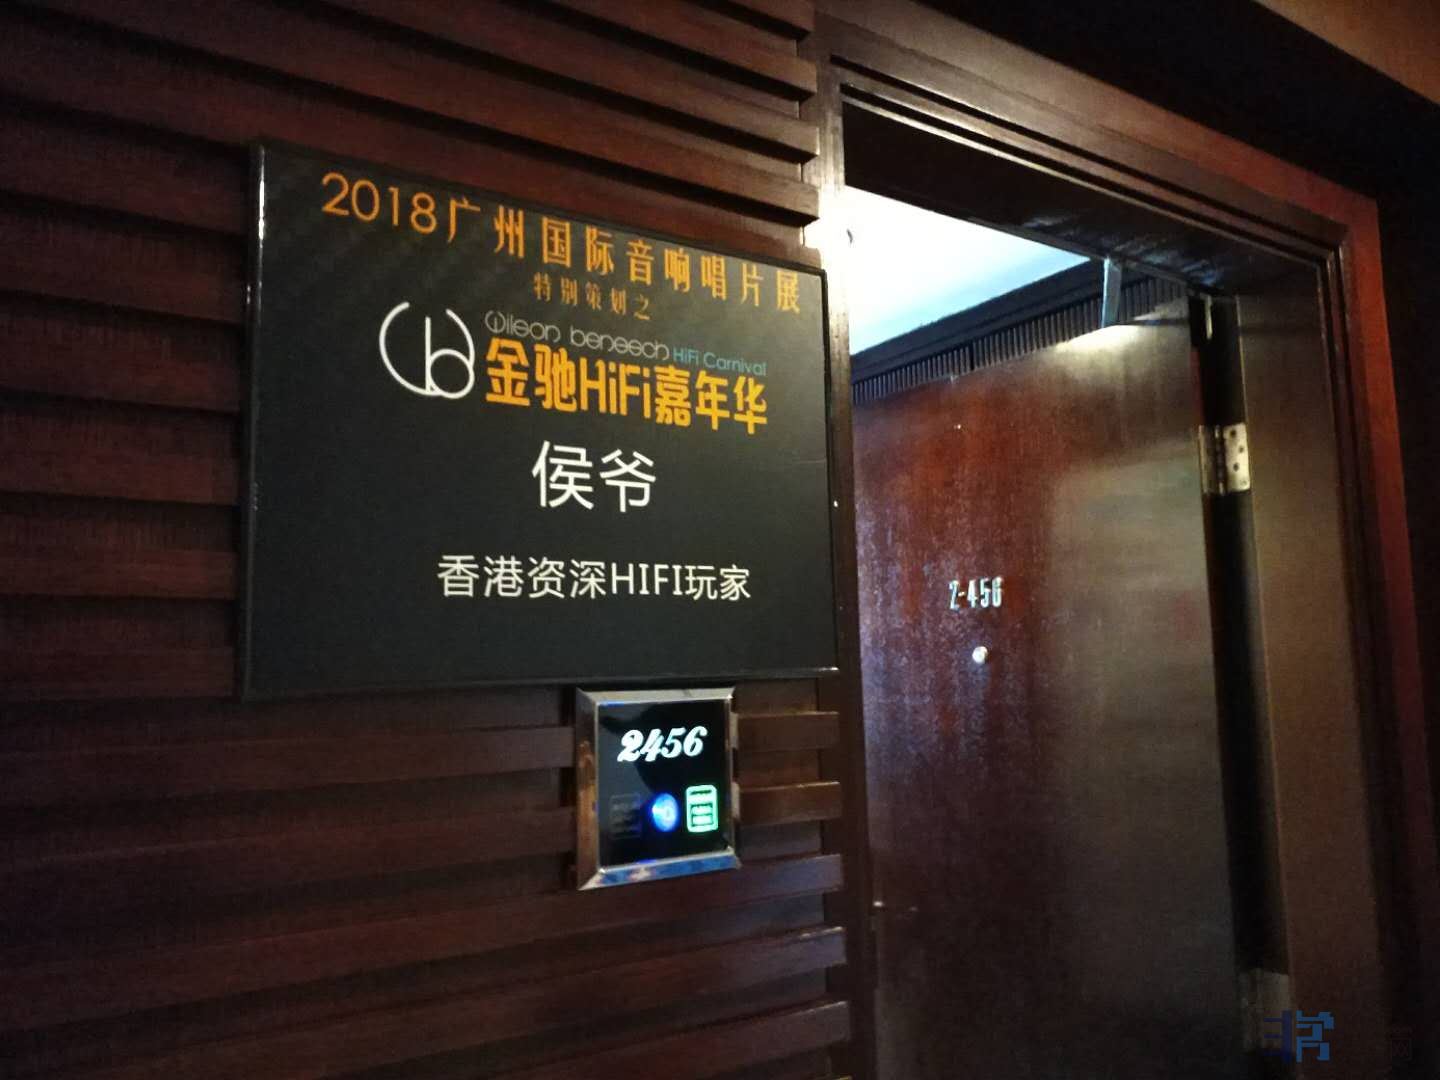 2018广州国际音响唱片展
特别策划之
wilson benesch HiFi Carnival
金驰HiFi嘉年华
侯爷
香港资深HIFI玩家
2456
2-456